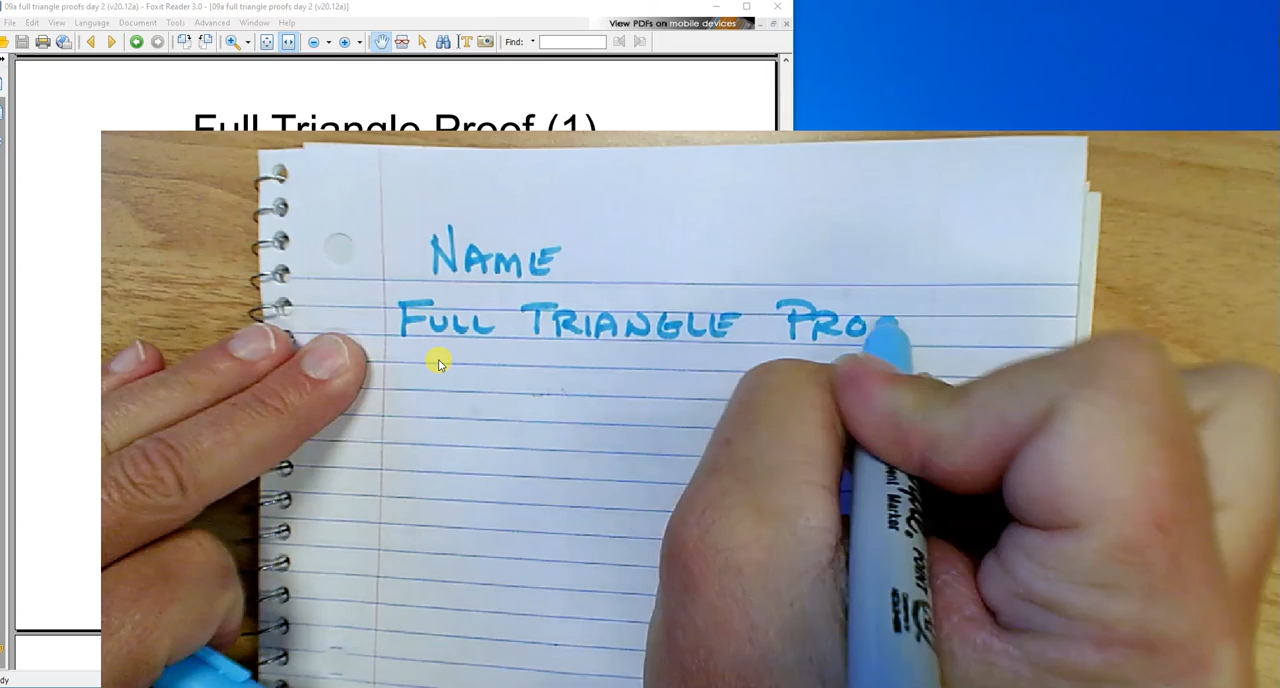 09a full triangle proofs day 2 (v20.12a) - Foxit Reader 3.0 - [09a full triangle proofs day 2 (v20.12a)]
File Edit View Language Document Tools Advanced Window Help
View PDFs on mobile devices
Find:
Full Triangle Proof (1)
NAME
FULL TRIANGLE PROO
dy